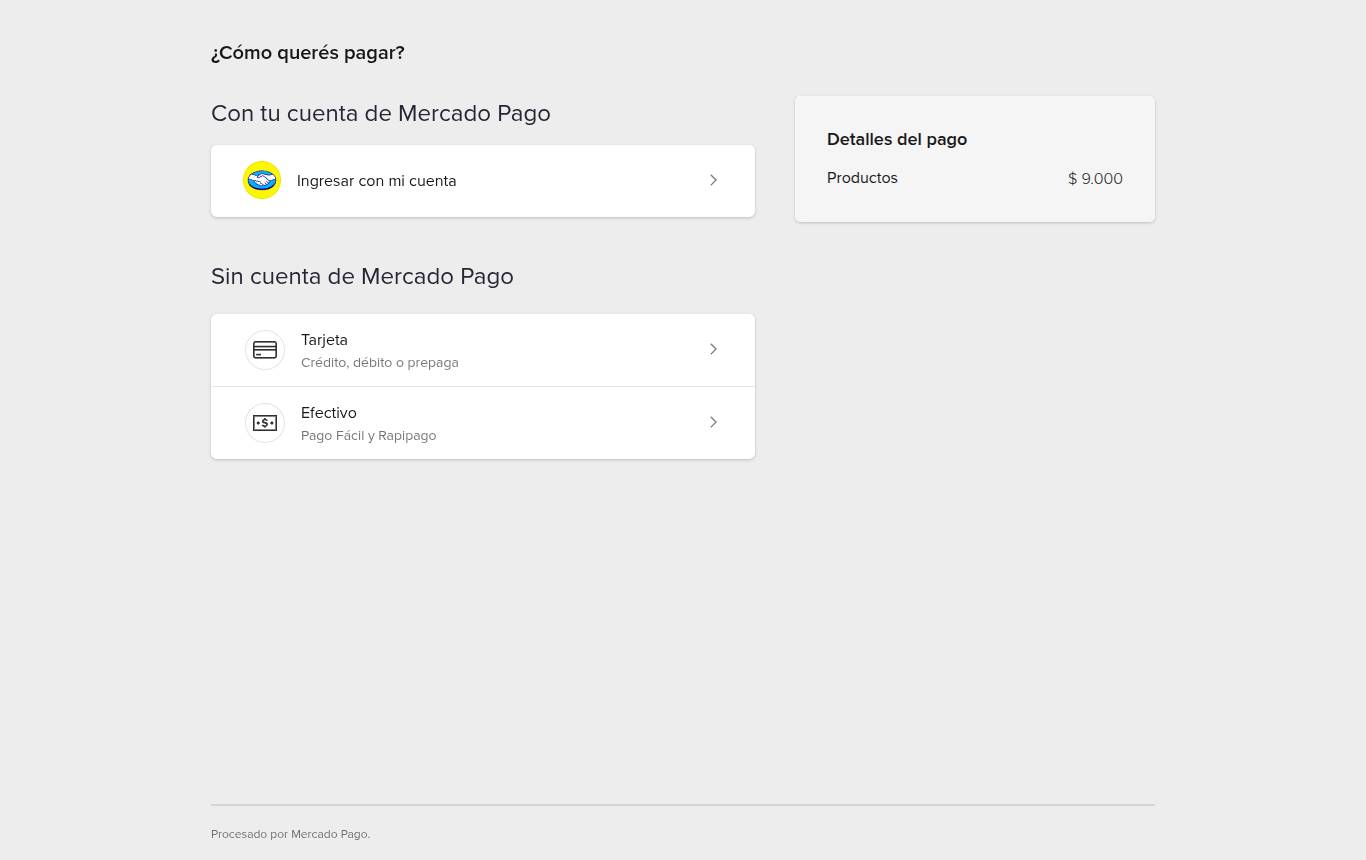 ¿Cómo querés pagar?
Con tu cuenta de Mercado Pago
Ingresar con mi cuenta
Sin cuenta de Mercado Pago
Tarjeta
Crédito, débito o prepaga
Efectivo
Pago Fácil y Rapipago
Detalles del pago
Productos $ 9.000
Procesado por Mercado Pago.